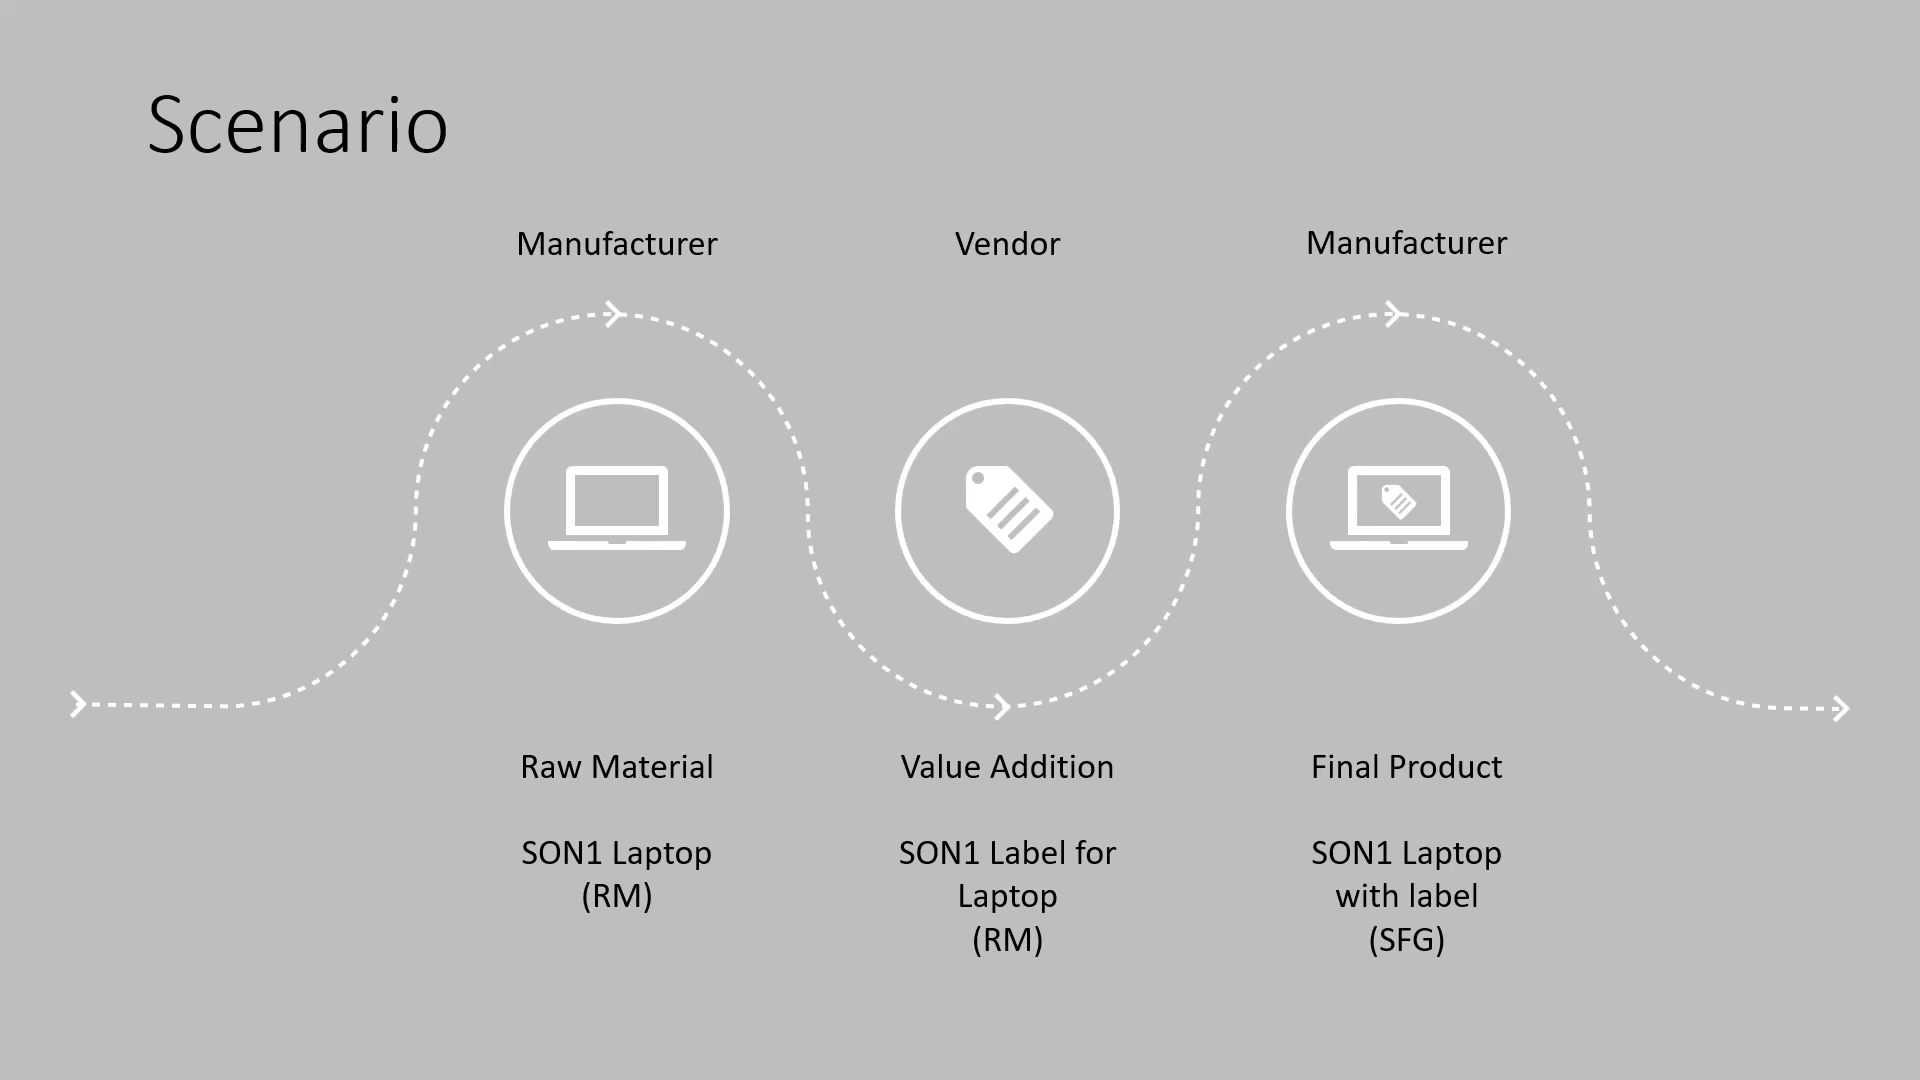 Scenario
Manufacturer
Vendor
Manufacturer
Raw Material
Value Addition
Final Product
SON1 Laptop
(RM)
SON1 Label for
Laptop
(RM)
SON1 Laptop
with label
(SFG)